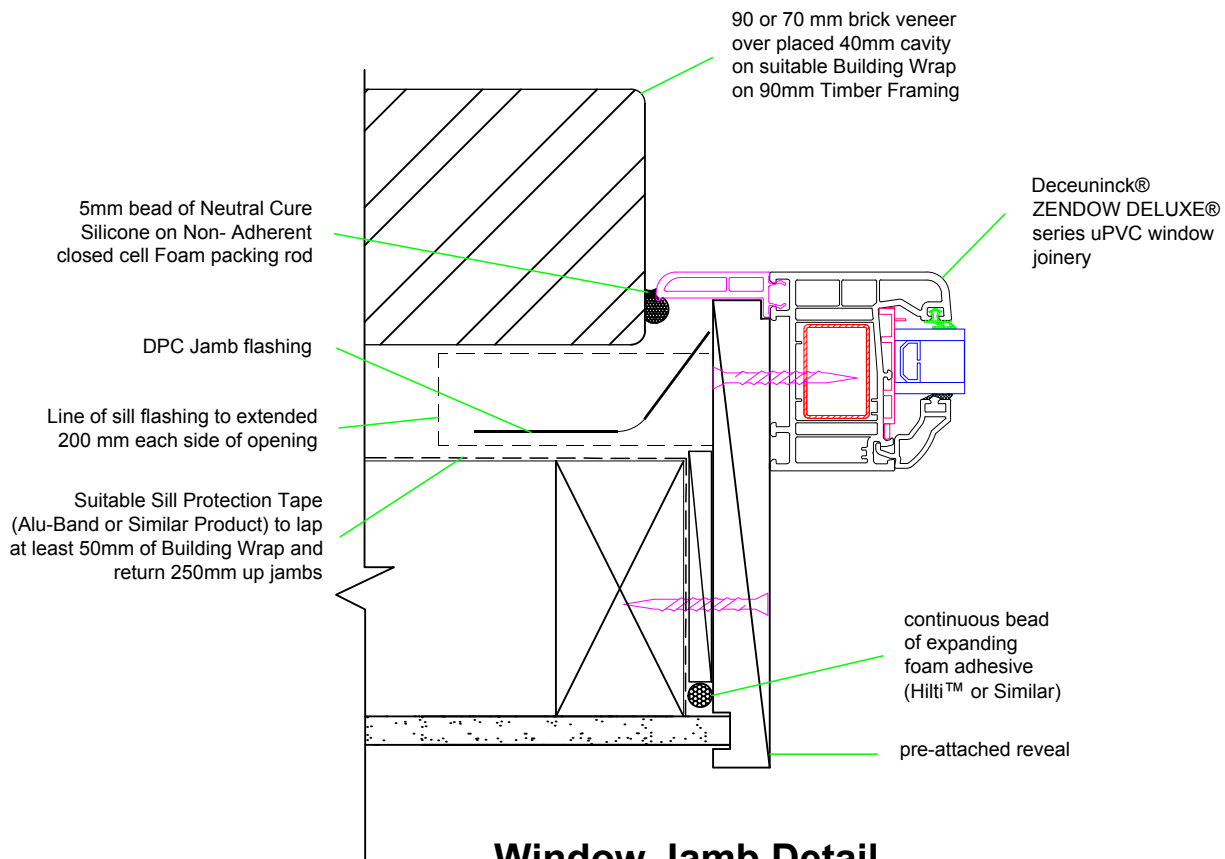 90 or 70 mm brick veneer
over placed 40mm cavity
on suitable Building Wrap
on 90mm Timber Framing
Deceuninck®
ZENDOW DELUXE®
series uPVC window
joinery
5mm bead of Neutral Cure
Silicone on Non- Adherent
closed cell Foam packing rod
DPC Jamb flashing
Line of sill flashing to extended
200 mm each side of opening
Suitable Sill Protection Tape
(Alu-Band or Similar Product) to lap
at least 50mm of Building Wrap and
return 250mm up jambs
continuous bead
of expanding
foam adhesive
(Hilti™ or Similar)
pre-attached reveal
Window Jamb Detail